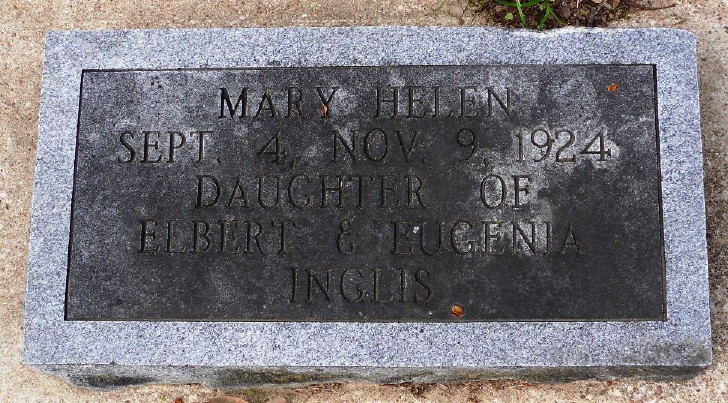 MARY HELEN
SEPT. 4, NOV. 9, 1924
DAUGHTER OF
ELBERT & EUGENIA
INGLIS